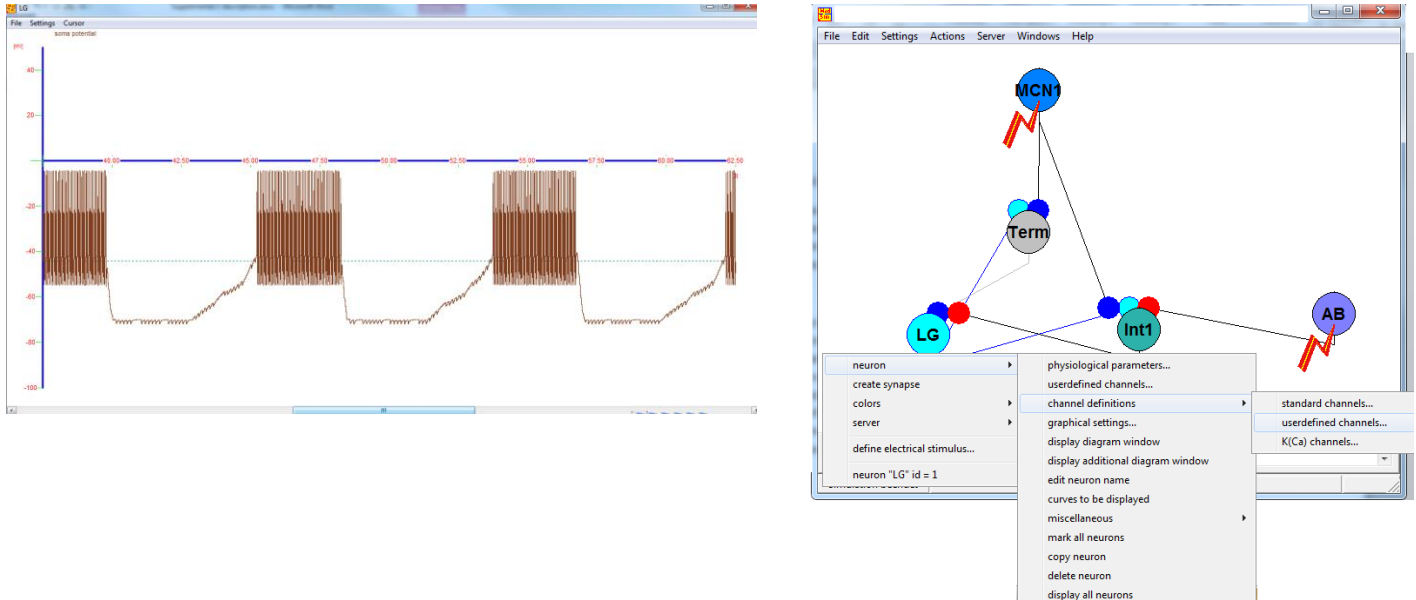 LG
File Settings Cursor
soma potential
40
20
40.00 42.50 45.00 47.50 50.00 52.50 55.00 57.50 60.00 62.50
-20
-40
-60
-80
-100
File Edit Settings Actions Server Windows Help
MCN1
Term
LG
Int1
AB
neuron
create synapse
colors
server
define electrical stimulus...
neuron "LG" id = 1
physiological parameters...
userdefined channels...
channel definitions
graphical settings...
display diagram window
display additional diagram window
edit neuron name
curves to be displayed
miscellaneous
mark all neurons
copy neuron
delete neuron
display all neurons
standard channels...
userdefined channels...
K(Ca) channels...